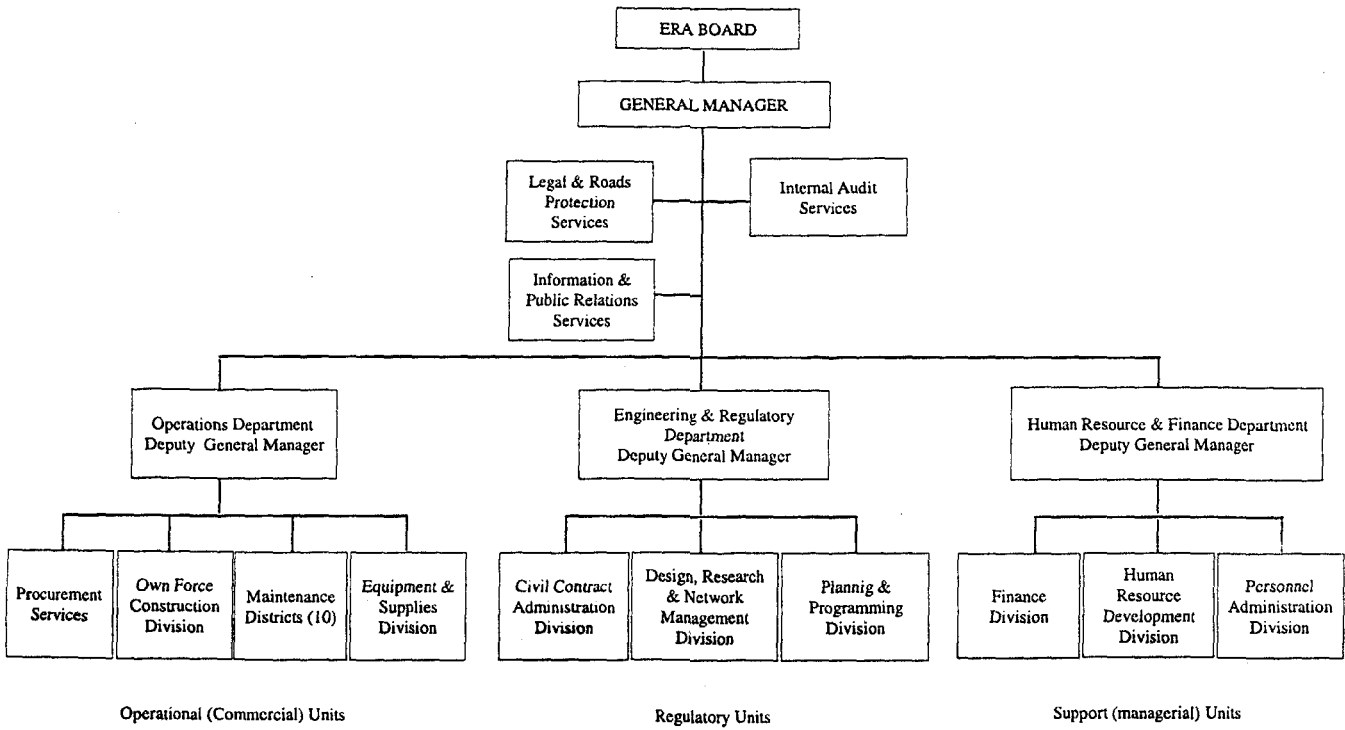 ERA BOARD
GENERAL MANAGER
Legal & Roads
Protection
Services
Internal Audit
Services
Information &
Public Relations
Services
Operations Department
Deputy General Manager
Engineering & Regulatory
Department
Deputy General Manager
Human Resource & Finance Department
Deputy General Manager
Procurement
Services
Own Force
Construction
Division
Maintenance
Districts (10)
Equipment &
Supplies
Division
Civil Contract
Administration
Division
Design, Research
& Network
Management
Division
Plannig &
Programming
Division
Finance
Division
Human
Resource
Development
Division
Personnel
Administration
Division
Operational (Commercial) Units
Regulatory Units
Support (managerial) Units